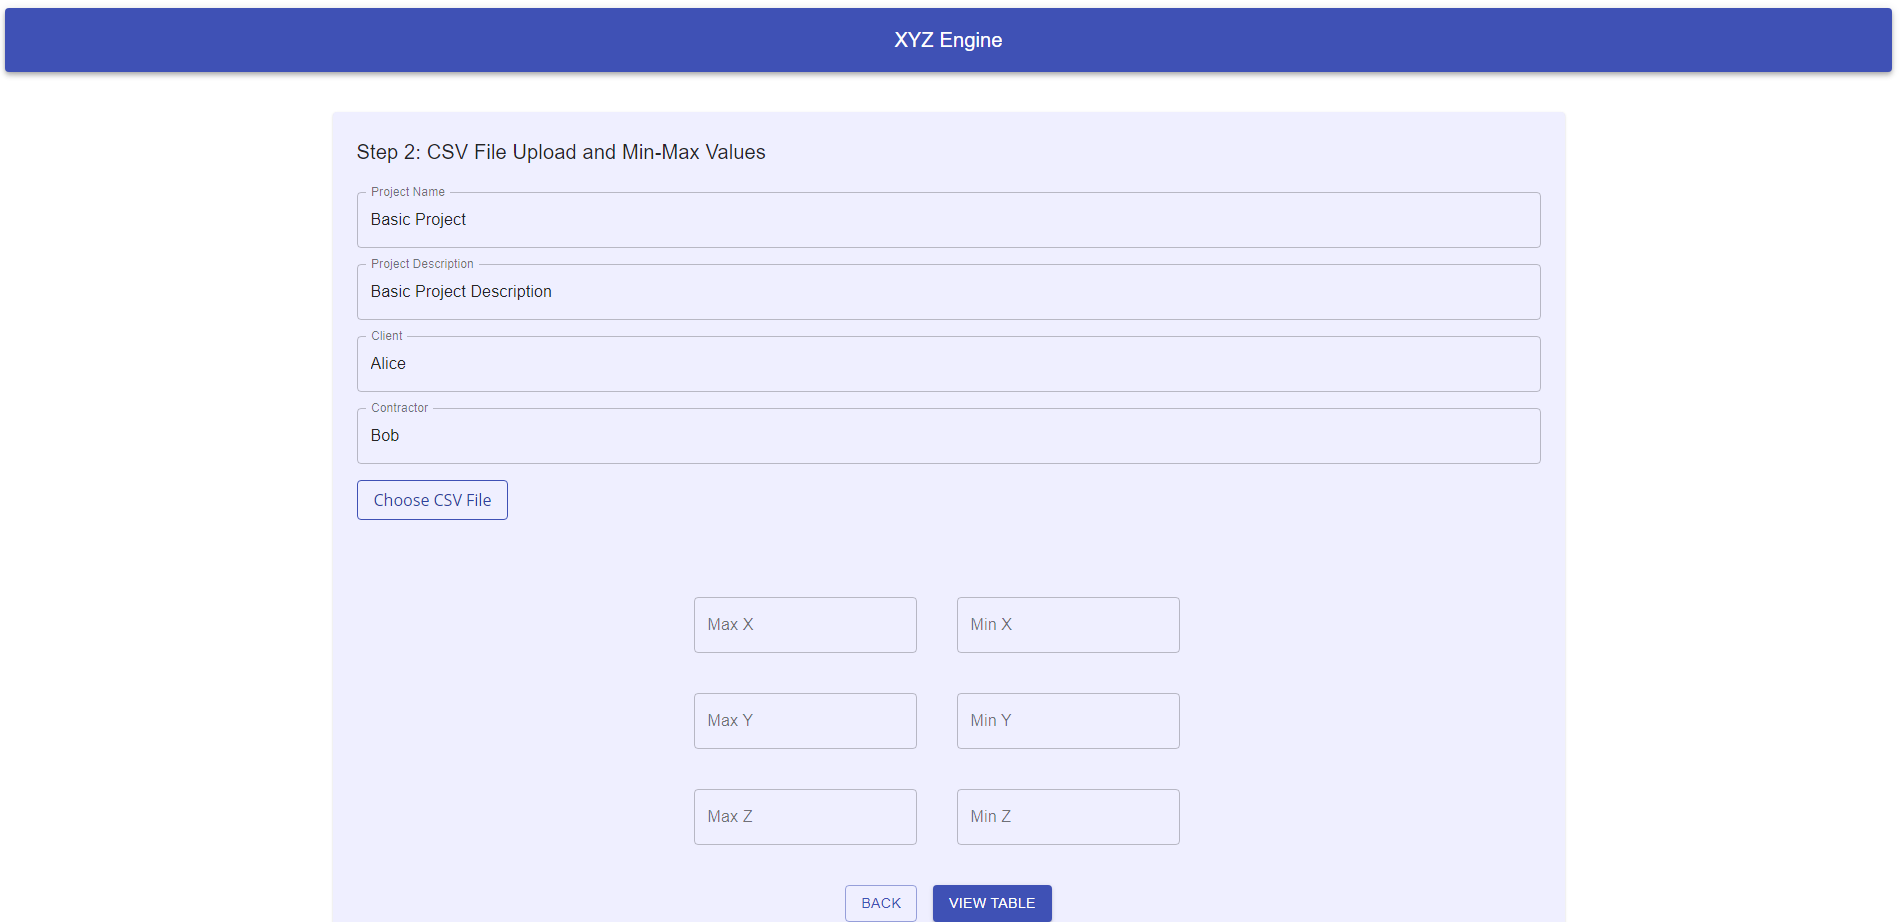 XYZ Engine
Step 2: CSV File Upload and Min-Max Values
Project Name
Basic Project
Project Description
Basic Project Description
Client
Alice
Contractor
Bob
Choose CSV File
Max X
Min X
Max Y
Min Y
Max Z
Min Z
BACK
VIEW TABLE